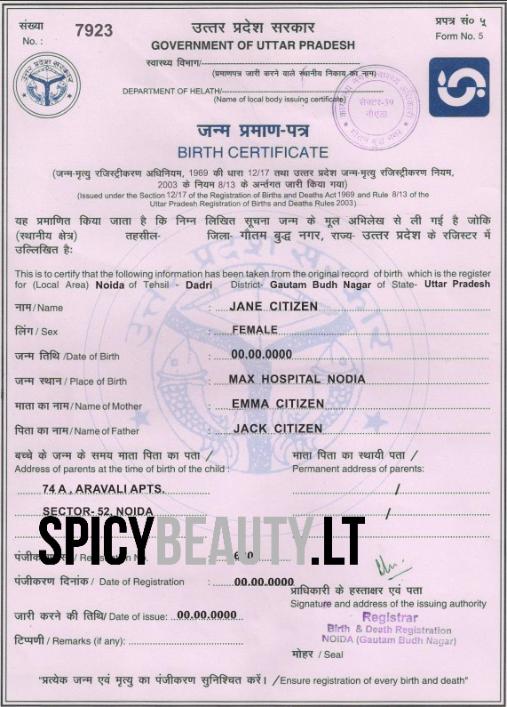 संख्या
No. :
7923
उत्तर प्रदेश सरकार
GOVERNMENT OF UTTAR PRADESH
प्रपत्र सं० ५
Form No. 5
स्वास्थ्य विभाग/
(प्रमाणपत्र जारी करने वाले स्थानीय निकाय का नाम)
DEPARTMENT OF HELATH/
(Name of local body issuing certificate)
सेक्टर-39
नोएडा
जन्म प्रमाण-पत्र
BIRTH CERTIFICATE
(जन्म-मृत्यु रजिस्ट्रीकरण अधिनियम, 1969 की धारा 12/17 तथा उत्तर प्रदेश जन्म-मृत्यु रजिस्ट्रीकरण नियम,
2003 के नियम 8/13 के अन्तर्गत जारी किया गया)
(Issued under the Section 12/17 of the Registration of Births and Deaths Act 1969 and Rule 8/13 of the
Uttar Pradesh Registration of Births and Deaths Rules 2003)
यह प्रमाणित किया जाता है कि निम्न लिखित सूचना जन्म के मूल अभिलेख से ली गई है जोकि
(स्थानीय क्षेत्र) तहसील- जिला- गौतम बुद्ध नगर, राज्य- उत्तर प्रदेश के रजिस्टर में
उल्लिखित है:
This is to certify that the following information has been taken from the original record of birth which is the register
for (Local Area) Noida of Tehsil - Dadri District- Gautam Budh Nagar of State- Uttar Pradesh
नाम/Name : JANE CITIZEN
लिंग/ Sex : FEMALE
जन्म तिथि /Date of Birth : 00.00.0000
जन्म स्थान/ Place of Birth : MAX HOSPITAL NODIA
माता का नाम/Name of Mother : EMMA CITIZEN
पिता का नाम/Name of Father : JACK CITIZEN
बच्चे के जन्म के समय माता पिता का पता /
Address of parents at the time of birth of the child :
माता पिता का स्थायी पता /
Permanent address of parents:
74 A , ARAVALI APTS. /
SECTOR- 52, NOIDA /
SPICYBEAUTY.LT
पंजीकरण दिनांक/ Date of Registration : 00.00.0000
प्राधिकारी के हस्ताक्षर एवं पता
Signature and address of the issuing authority
जारी करने की तिथि/ Date of issue: 00.00.0000
Registrar
Birth & Death Registration
NOIDA (Gautam Budh Nagar)
टिप्पणी / Remarks (if any):
मोहर / Seal
"प्रत्येक जन्म एवं मृत्यु का पंजीकरण सुनिश्चित करें। /Ensure registration of every birth and death"